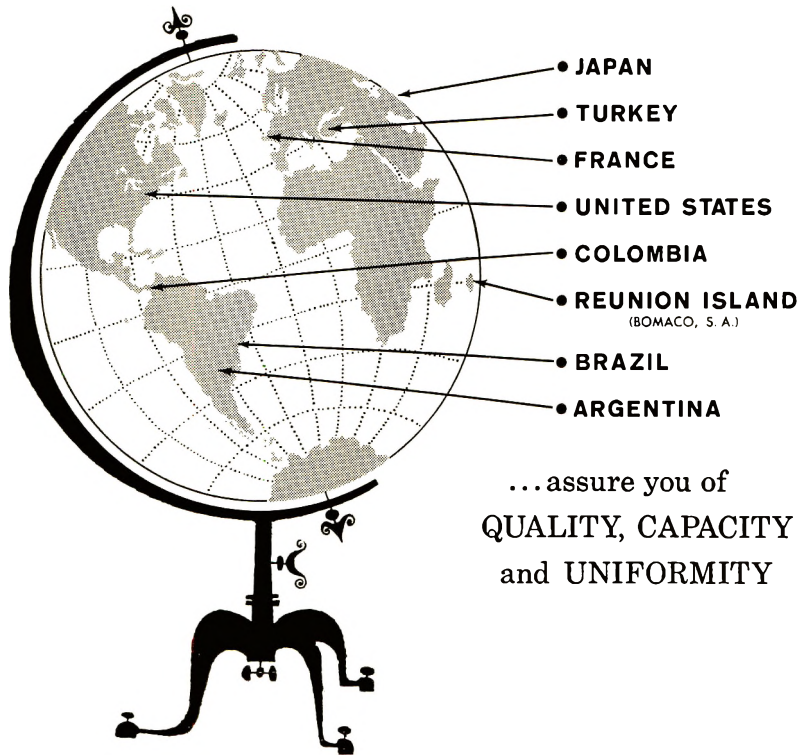 • JAPAN
• TURKEY
• FRANCE
• UNITED STATES
• COLOMBIA
• REUNION ISLAND
(BOMACO, S. A.)
• BRAZIL
• ARGENTINA
...assure you of
QUALITY, CAPACITY
and UNIFORMITY